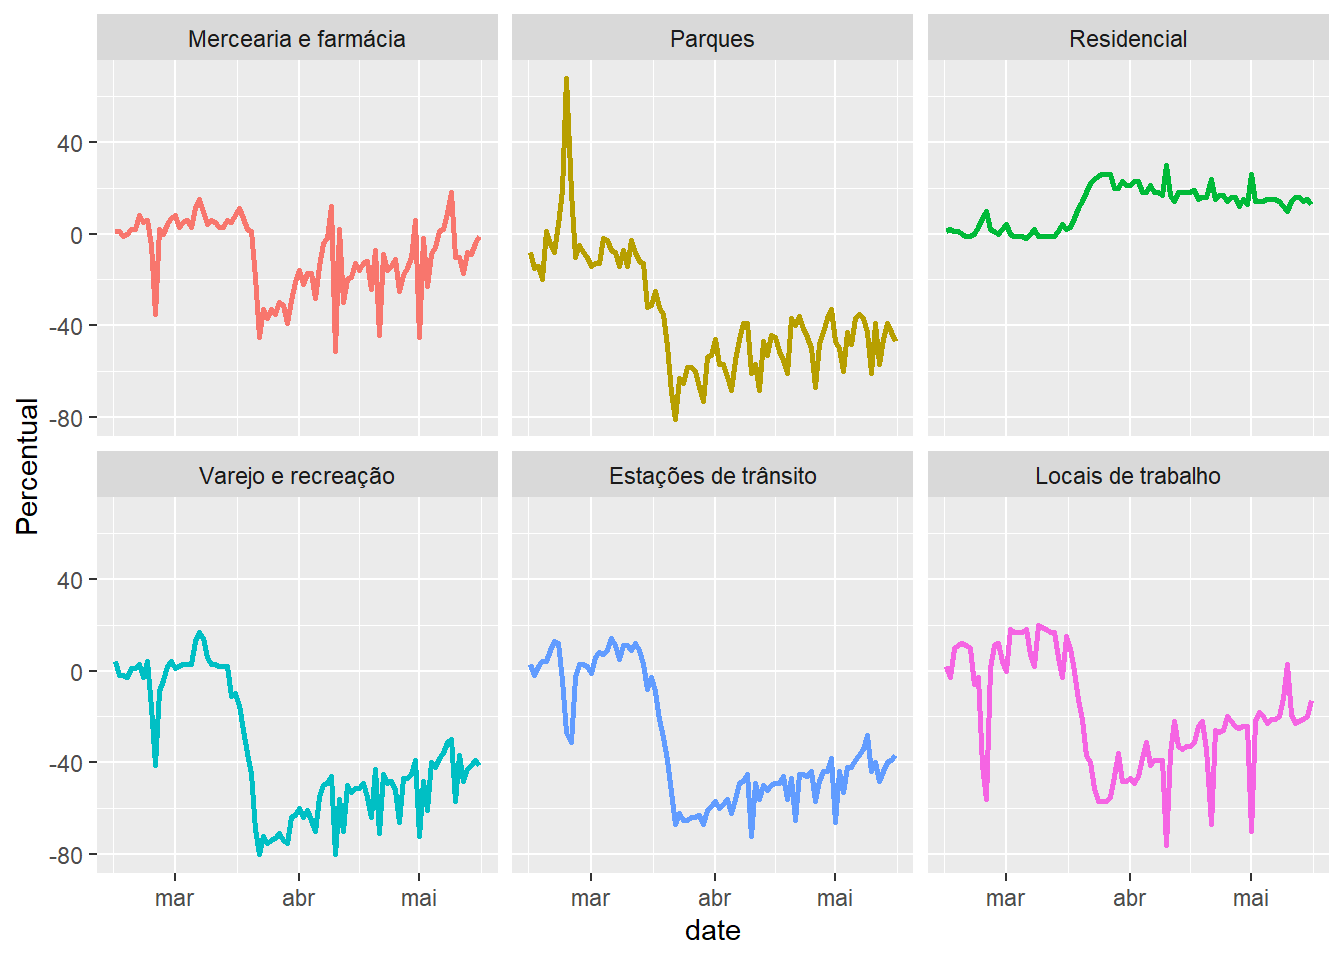 Mercearia e farmácia
Parques
Residencial
40
0
-40
-80
Percentual
Varejo e recreação
Estações de trânsito
Locais de trabalho
40
0
-40
-80
mar abr mai
mar abr mai
mar abr mai
date